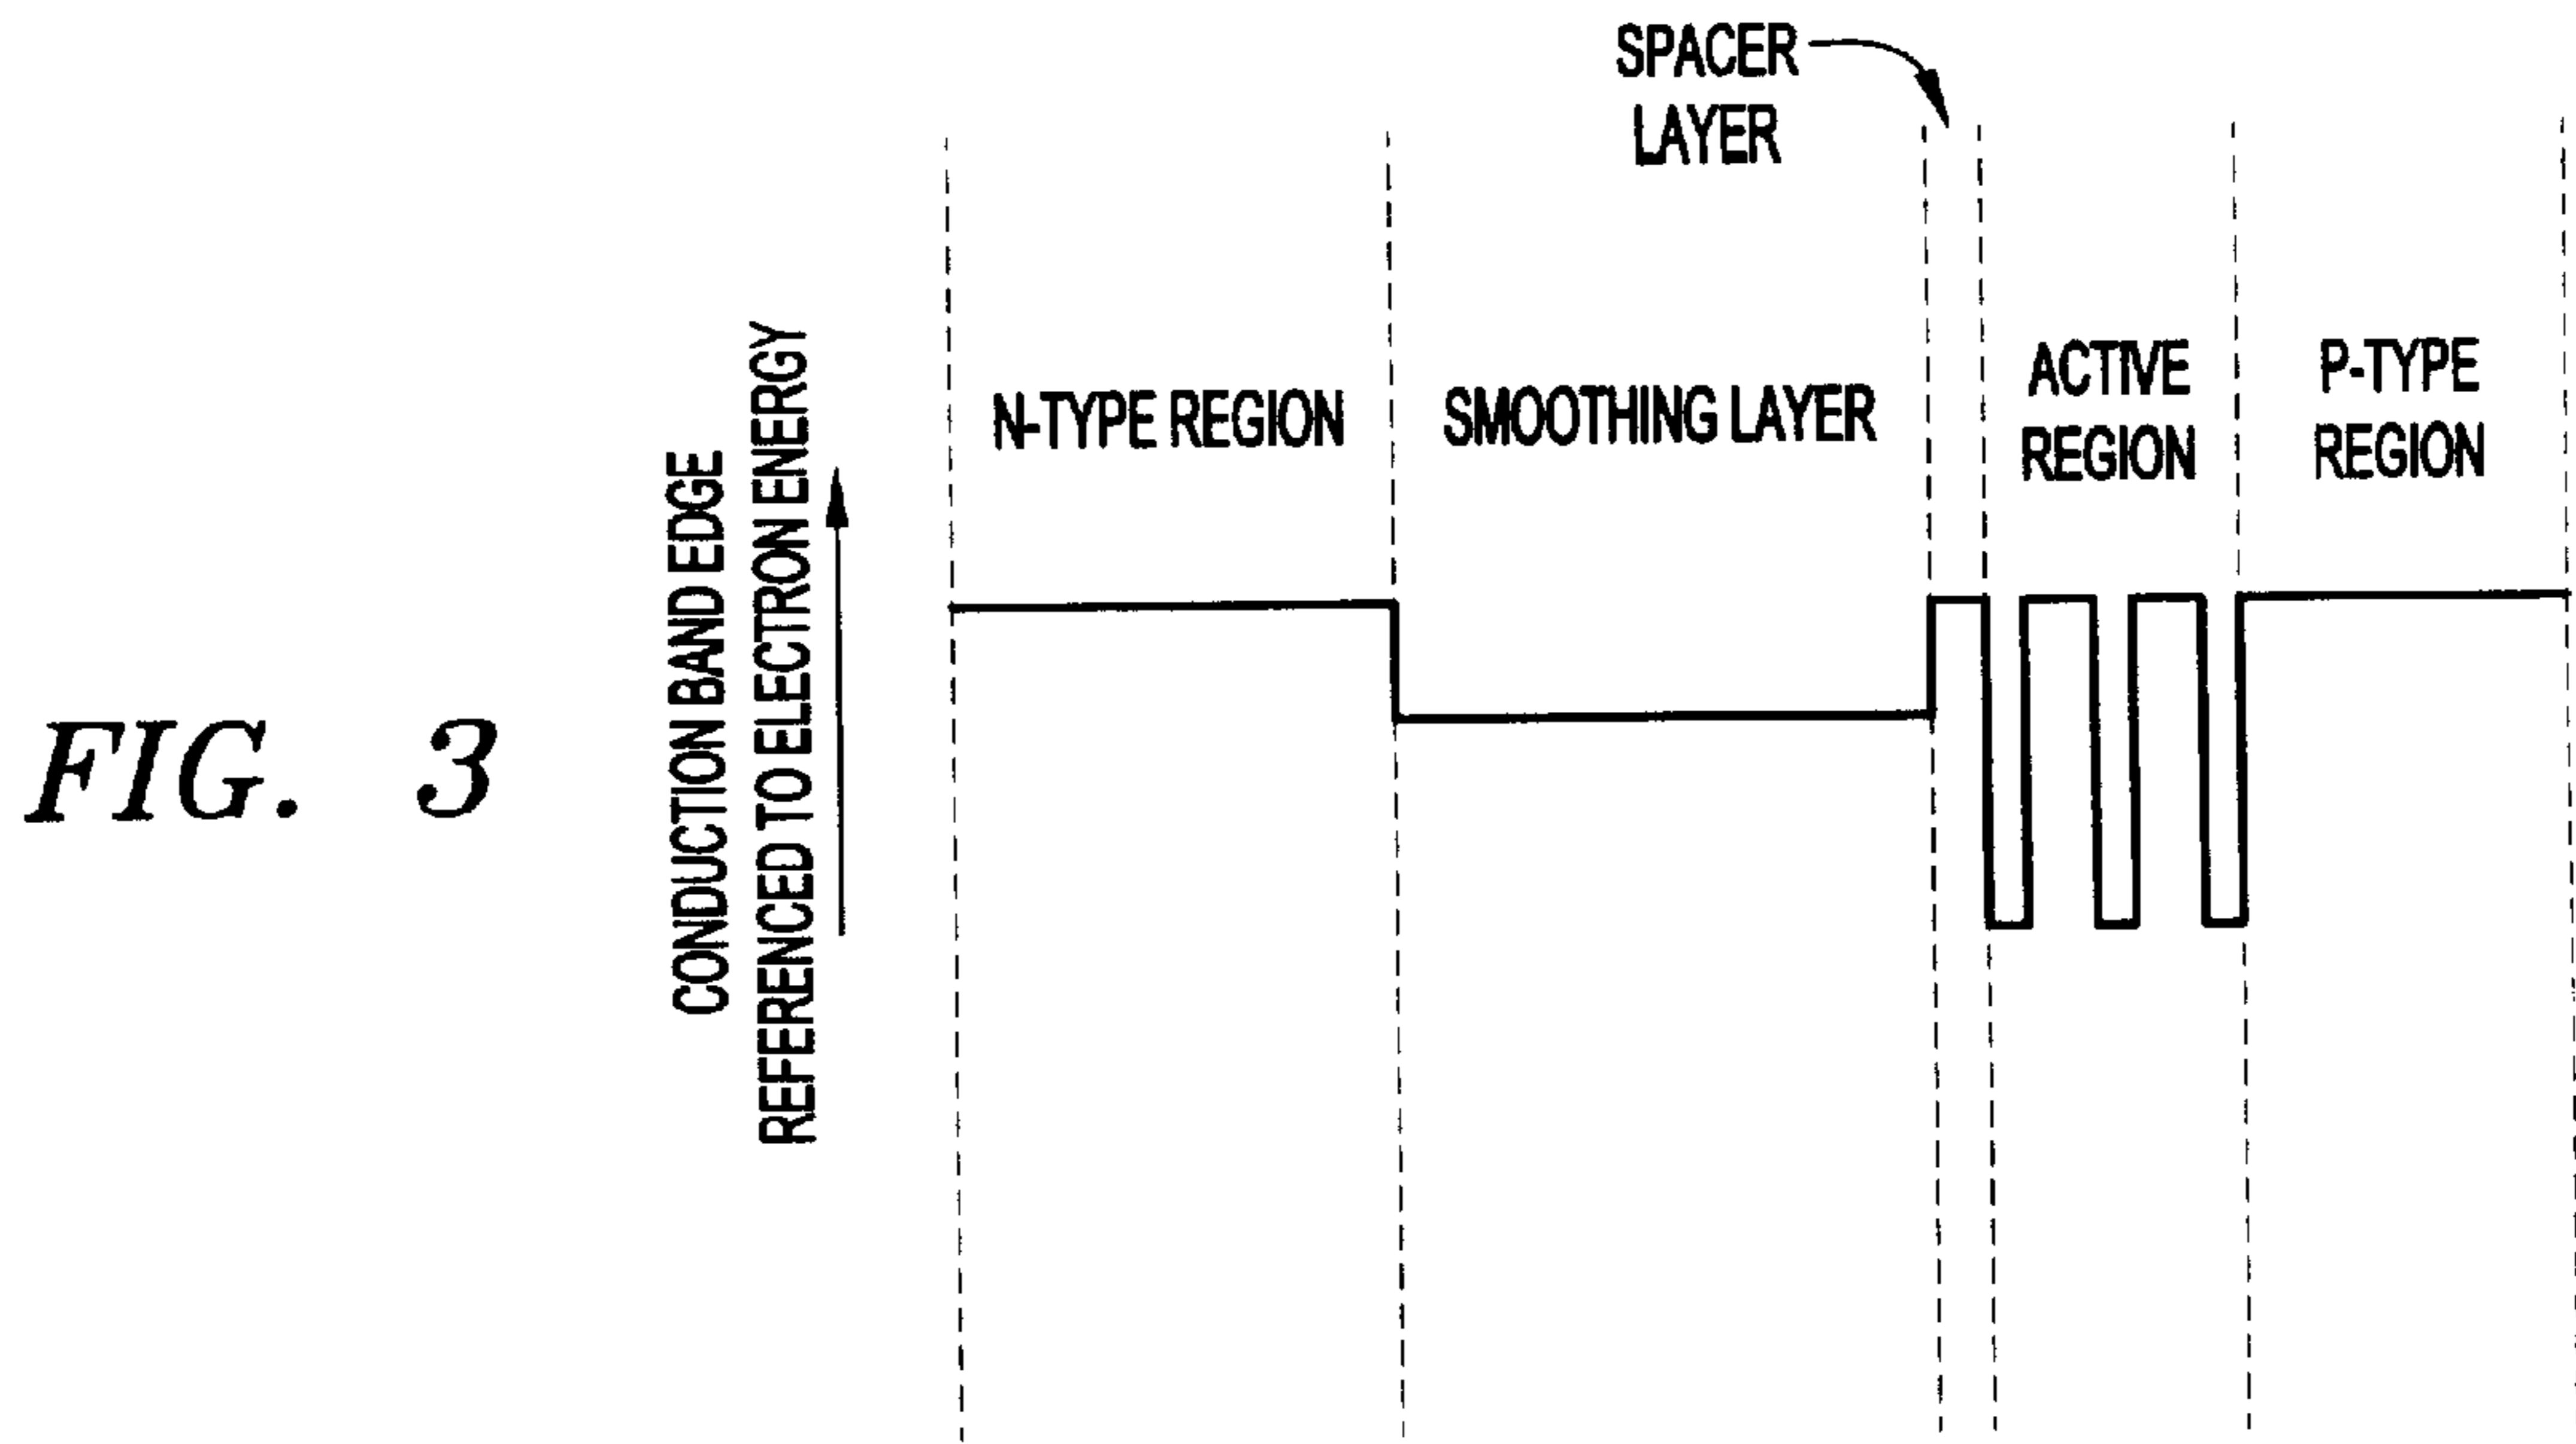 SPACER
LAYER
N-TYPE REGION
SMOOTHING LAYER
ACTIVE
REGION
P-TYPE
REGION
CONDUCTION BAND EDGE
REFERENCED TO ELECTRON ENERGY
FIG. 3